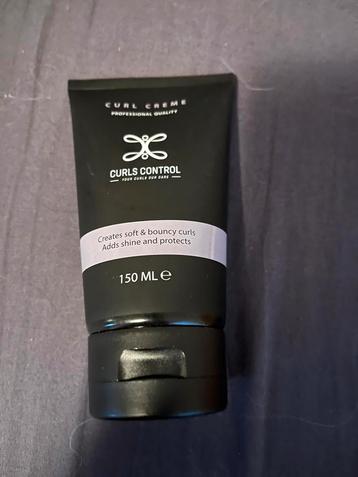 CURL CREME
PROFESSIONAL QUALITY
CURLS CONTROL
YOUR CURLS OUR CARE
Creates soft & bouncy curls
Adds shine and protects
150 ML ℮